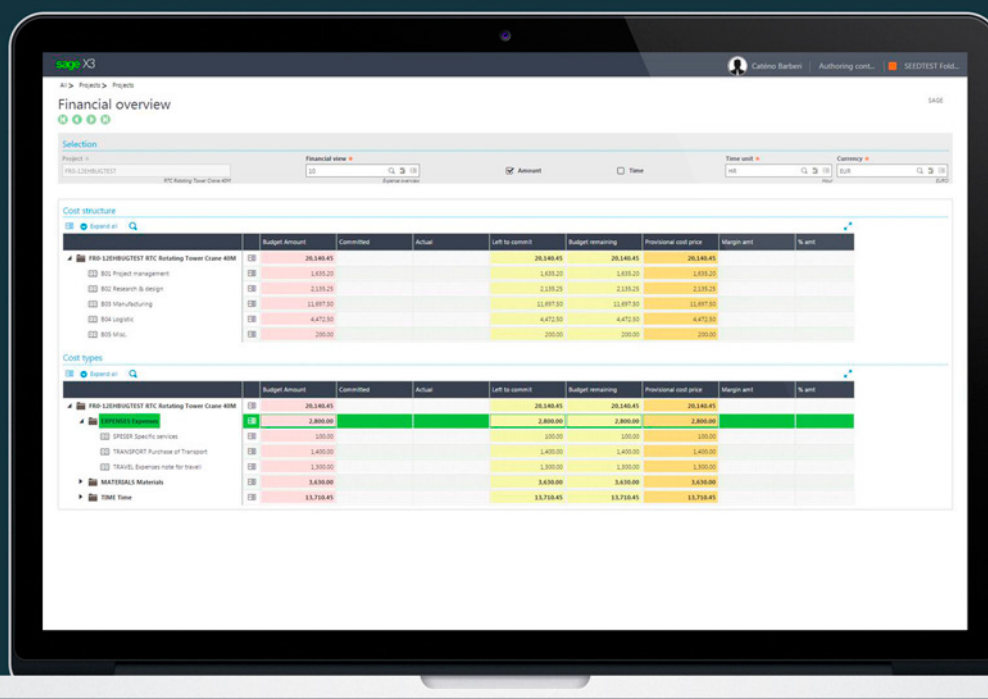 sage X3
Caténo Barberi
Authoring cont...
SEEDTEST Fold...
All > Projects > Projects
Financial overview
SAGE
Selection
Project
Financial view *
Time unit *
Currency *
FR0-12EHBUGTEST
10
Amount
Time
HR
EUR
RTC Rotating Tower Crane 40M
Expense overview
Hour
EURO
Cost structure
Expand all
Budget Amount Committed Actual Left to commit Budget remaining Provisional cost price Margin amt % amt
FR0-12EHBUGTEST RTC Rotating Tower Crane 40M 20,140.45 20,140.45 20,140.45 20,140.45
B01 Project management 1,635.20 1,635.20 1,635.20 1,635.20
B02 Research & design 2,135.25 2,135.25 2,135.25 2,135.25
B03 Manufacturing 11,697.50 11,697.50 11,697.50 11,697.50
B04 Logistic 4,472.50 4,472.50 4,472.50 4,472.50
B05 Misc. 200.00 200.00 200.00 200.00
Cost types
Expand all
Budget Amount Committed Actual Left to commit Budget remaining Provisional cost price Margin amt % amt
FR0-12EHBUGTEST RTC Rotating Tower Crane 40M 20,140.45 20,140.45 20,140.45 20,140.45
EXPENSES Expenses 2,800.00 2,800.00 2,800.00 2,800.00
SPESER Specific services 100.00 100.00 100.00 100.00
TRANSPORT Purchase of Transport 1,400.00 1,400.00 1,400.00 1,400.00
TRAVEL Expenses note for travel 1,300.00 1,300.00 1,300.00 1,300.00
MATERIALS Materials 3,630.00 3,630.00 3,630.00 3,630.00
TIME Time 13,710.45 13,710.45 13,710.45 13,710.45